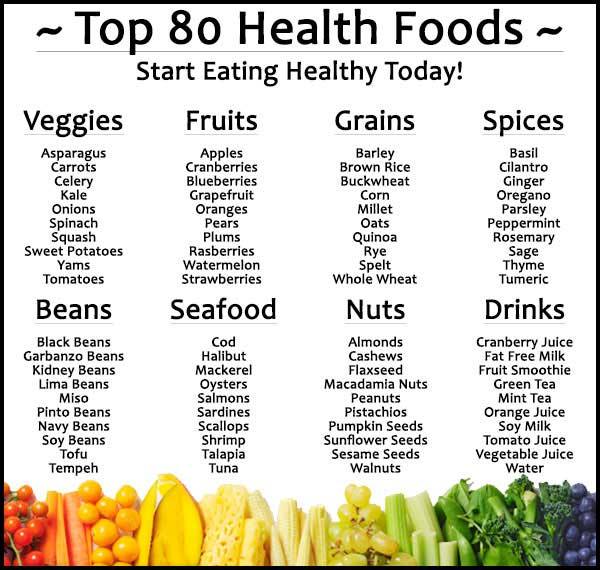 ~ Top 80 Health Foods ~
Start Eating Healthy Today!
Veggies
Asparagus
Carrots
Celery
Kale
Onions
Spinach
Squash
Sweet Potatoes
Yams
Tomatoes
Fruits
Apples
Cranberries
Blueberries
Grapefruit
Oranges
Pears
Plums
Rasberries
Watermelon
Strawberries
Grains
Barley
Brown Rice
Buckwheat
Corn
Millet
Oats
Quinoa
Rye
Spelt
Whole Wheat
Spices
Basil
Cilantro
Ginger
Oregano
Parsley
Peppermint
Rosemary
Sage
Thyme
Tumeric
Beans
Black Beans
Garbanzo Beans
Kidney Beans
Lima Beans
Miso
Pinto Beans
Navy Beans
Soy Beans
Tofu
Tempeh
Seafood
Cod
Halibut
Mackerel
Oysters
Salmons
Sardines
Scallops
Shrimp
Talapia
Tuna
Nuts
Almonds
Cashews
Flaxseed
Macadamia Nuts
Peanuts
Pistachios
Pumpkin Seeds
Sunflower Seeds
Sesame Seeds
Walnuts
Drinks
Cranberry Juice
Fat Free Milk
Fruit Smoothie
Green Tea
Mint Tea
Orange Juice
Soy Milk
Tomato Juice
Vegetable Juice
Water